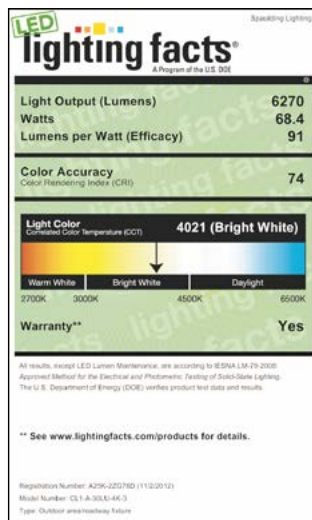 Spaulding Lighting
LED
lighting facts®
A Program of the U.S. DOE
Light Output (Lumens) 6270
Watts 68.4
Lumens per Watt (Efficacy) 91
Color Accuracy
Color Rendering Index (CRI) 74
Light Color
Correlated Color Temperature (CCT) 4021 (Bright White)
Warm White Bright White Daylight
2700K 3000K 4500K 6500K
Warranty** Yes
All results, except LED Lumen Maintenance, are according to IESNA LM-79-2008:
Approved Method for the Electrical and Photometric Testing of Solid-State Lighting.
The U.S. Department of Energy (DOE) verifies product test data and results.
** See www.lightingfacts.com/products for details.
Registration Number: A25K-2ZG78D (11/2/2012)
Model Number: CL1-A-30LU-4K-3
Type: Outdoor area/roadway fixture